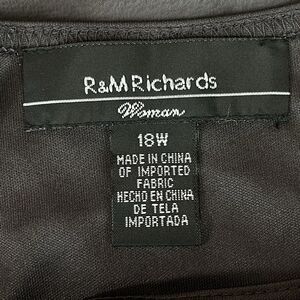 R&M Richards
Woman
18W
MADE IN CHINA
OF IMPORTED
FABRIC
HECHO EN CHINA
DE TELA
IMPORTADA